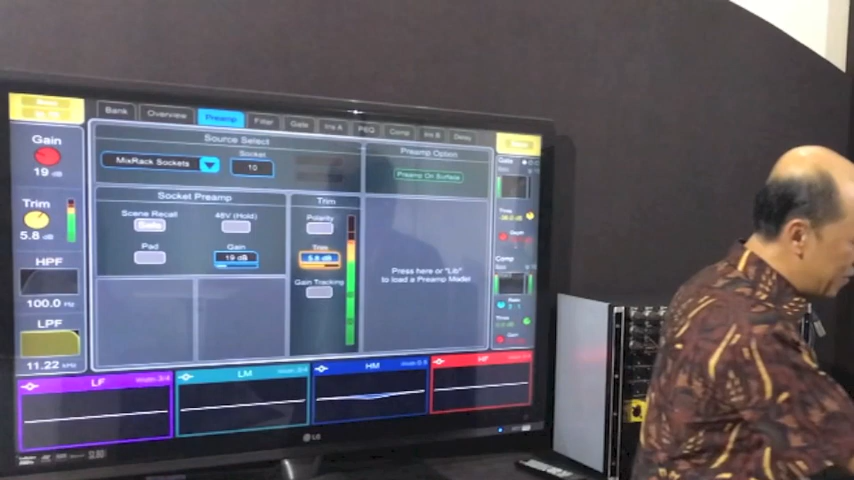 Bank
Overview
Preamp
Filter
Gate
Ins A
PEQ
Comp
Ins B
Delay
Gain
19 dB
Trim
5.8 dB
HPF
100.0 Hz
LPF
11.22 kHz
Source Select
MixRack Sockets
Socket
10
Preamp Option
Preamp On Surface
Socket Preamp
Scene Recall
Safe
48V (Hold)
Pad
Gain
19 dB
Trim
Polarity
Trim
5.8 dB
Gain Tracking
Press here or "Lib"
to load a Preamp Model
Gate
Depth
Comp
Gain
LF
LM
HM
HF
LG